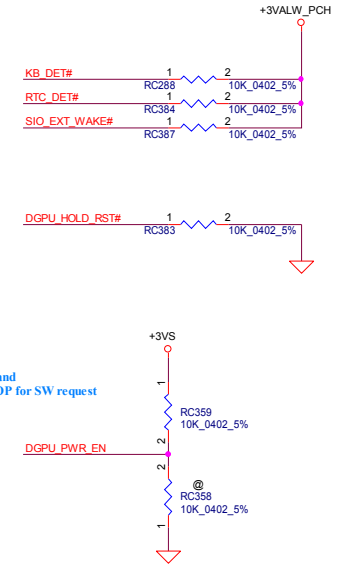 +3VALW_PCH
KB_DET# 1 2
RC288 10K_0402_5%
RTC_DET# 1 2
RC384 10K_0402_5%
SIO_EXT_WAKE# 1 2
RC387 10K_0402_5%
DGPU_HOLD_RST# 1 2
RC383 10K_0402_5%
+3VS
and
OP for SW request
1
RC359
10K_0402_5%
2
DGPU_PWR_EN
2
@
RC358
10K_0402_5%
1